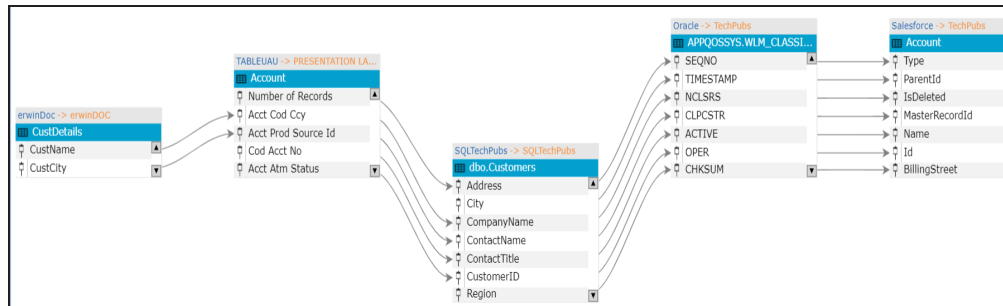 erwinDoc -> erwinDOC
CustDetails
CustName
CustCity
TABLEUAU -> PRESENTATION LA...
Account
Number of Records
Acct Cod Ccy
Acct Prod Source Id
Cod Acct No
Acct Atm Status
SQLTechPubs -> SQLTechPubs
dbo.Customers
Address
City
CompanyName
ContactName
ContactTitle
CustomerID
Region
Oracle -> TechPubs
APPQOSSYS.WLM_CLASSI...
SEQNO
TIMESTAMP
NCLSRS
CLPCSTR
ACTIVE
OPER
CHKSUM
Salesforce -> TechPubs
Account
Type
ParentId
IsDeleted
MasterRecordId
Name
Id
BillingStreet